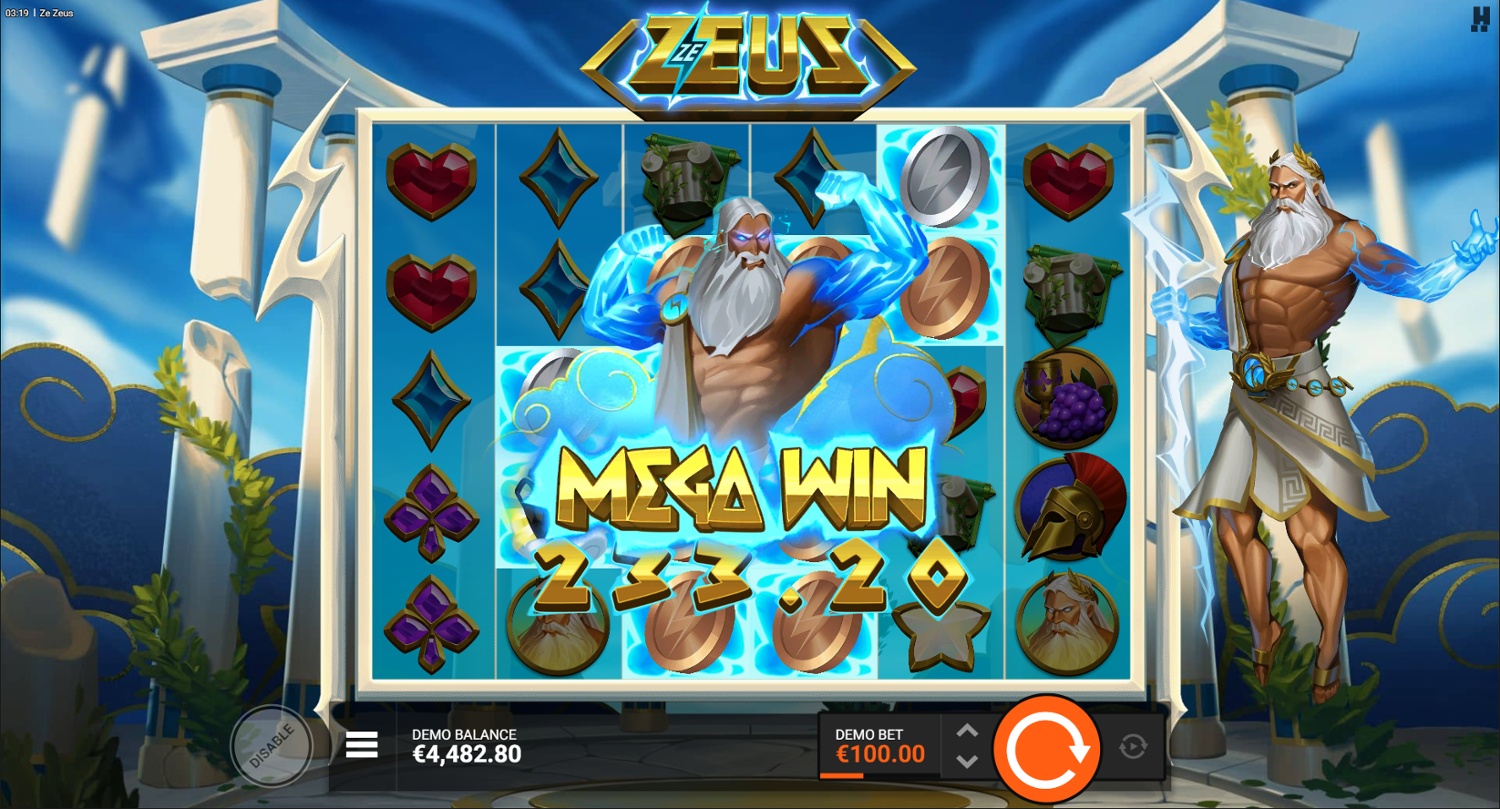 03:19 | Ze Zeus
ZE
ZEUS
MEGA WIN
233.20
DISABLE
DEMO BALANCE
€4,482.80
DEMO BET
€100.00